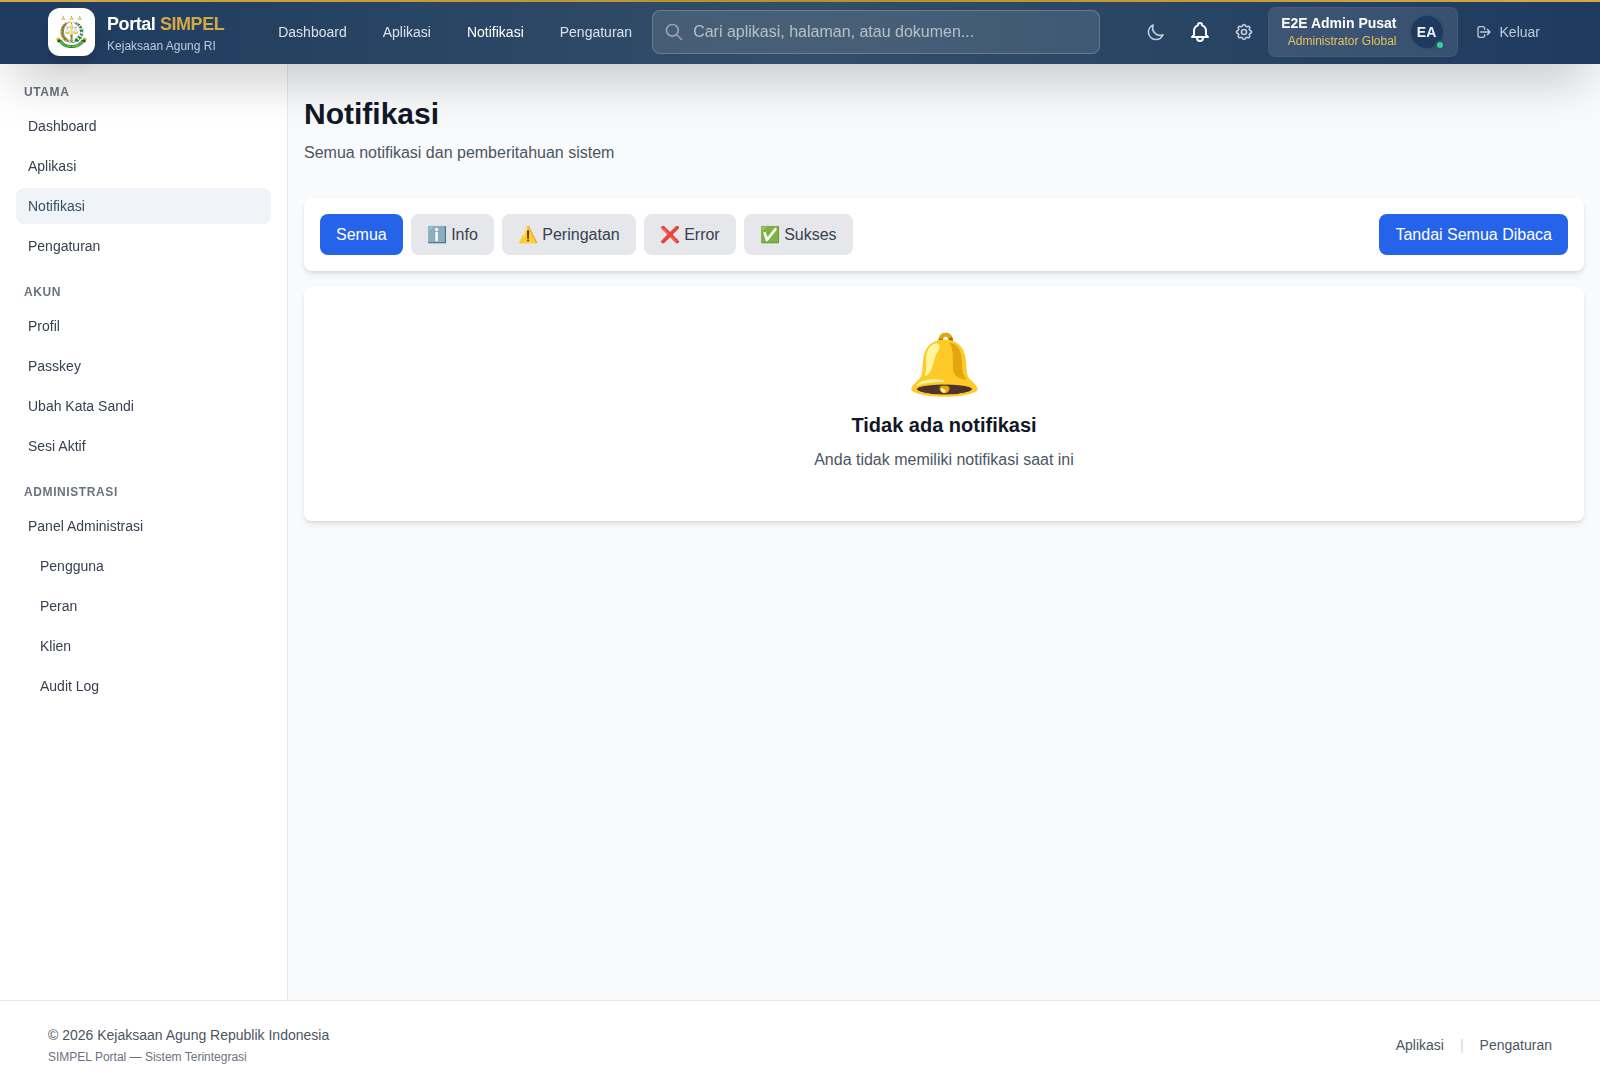 Portal SIMPEL
Kejaksaan Agung RI
Dashboard
Aplikasi
Notifikasi
Pengaturan
Cari aplikasi, halaman, atau dokumen...
E2E Admin Pusat
Administrator Global
EA
Keluar
UTAMA
Dashboard
Aplikasi
Notifikasi
Pengaturan
AKUN
Profil
Passkey
Ubah Kata Sandi
Sesi Aktif
ADMINISTRASI
Panel Administrasi
Pengguna
Peran
Klien
Audit Log
Notifikasi
Semua notifikasi dan pemberitahuan sistem
Semua
ℹ️ Info
⚠️ Peringatan
❌ Error
✅ Sukses
Tandai Semua Dibaca
Tidak ada notifikasi
Anda tidak memiliki notifikasi saat ini
© 2026 Kejaksaan Agung Republik Indonesia
SIMPEL Portal — Sistem Terintegrasi
Aplikasi | Pengaturan